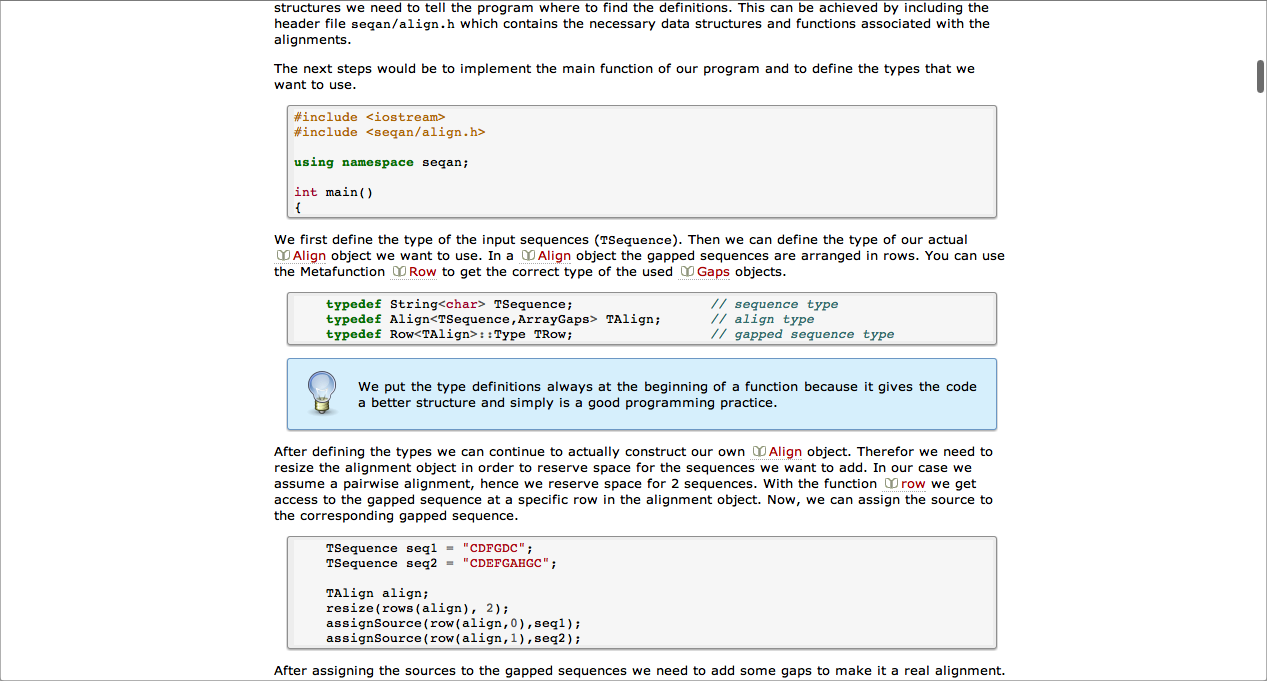 structures we need to tell the program where to find the definitions. This can be achieved by including the
header file seqan/align.h which contains the necessary data structures and functions associated with the
alignments.
The next steps would be to implement the main function of our program and to define the types that we
want to use.
#include <iostream>
#include <seqan/align.h>
using namespace seqan;
int main()
{
We first define the type of the input sequences (TSequence). Then we can define the type of our actual
Align object we want to use. In a Align object the gapped sequences are arranged in rows. You can use
the Metafunction Row to get the correct type of the used Gaps objects.
typedef String<char> TSequence; // sequence type
typedef Align<TSequence,ArrayGaps> TAlign; // align type
typedef Row<TAlign>::Type TRow; // gapped sequence type
We put the type definitions always at the beginning of a function because it gives the code
a better structure and simply is a good programming practice.
After defining the types we can continue to actually construct our own Align object. Therefor we need to
resize the alignment object in order to reserve space for the sequences we want to add. In our case we
assume a pairwise alignment, hence we reserve space for 2 sequences. With the function row we get
access to the gapped sequence at a specific row in the alignment object. Now, we can assign the source to
the corresponding gapped sequence.
TSequence seq1 = "CDFGDC";
TSequence seq2 = "CDEFGAHGC";
TAlign align;
resize(rows(align), 2);
assignSource(row(align,0),seq1);
assignSource(row(align,1),seq2);
After assigning the sources to the gapped sequences we need to add some gaps to make it a real alignment.